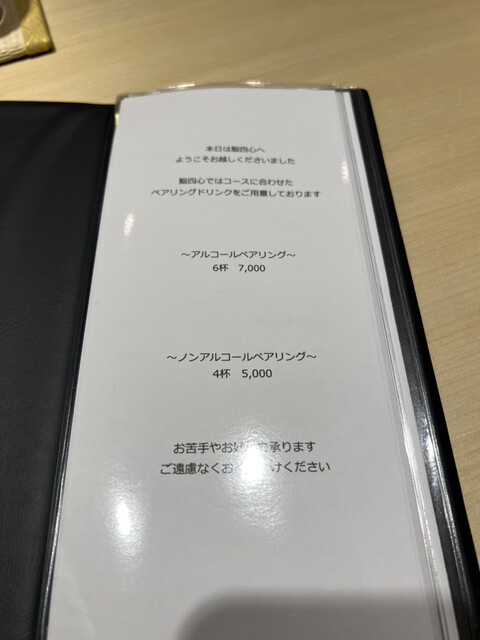 本日は鮨四心へ
ようこそお越しくださいました
鮨四心ではコースに合わせた
ペアリングドリンクをご用意しております
～アルコールペアリング～
6杯 7,000
～ノンアルコールペアリング～
4杯 5,000
お苦手やお好 承ります
ご遠慮なくお けください